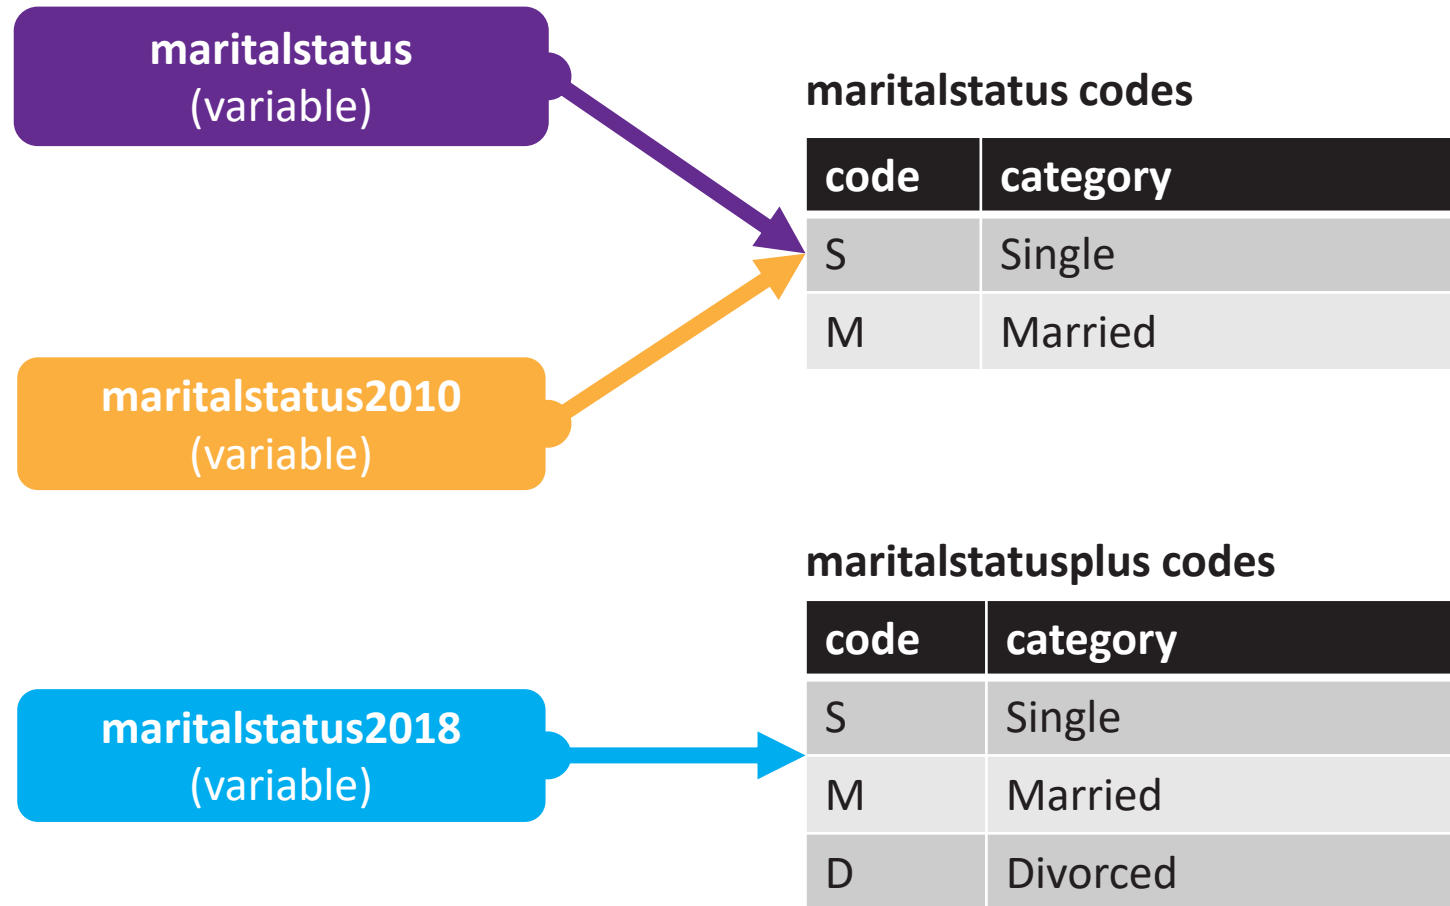 maritalstatus
(variable)
maritalstatus2010
(variable)
maritalstatus2018
(variable)
maritalstatus codes
code category
S Single
M Married
maritalstatusplus codes
code category
S Single
M Married
D Divorced